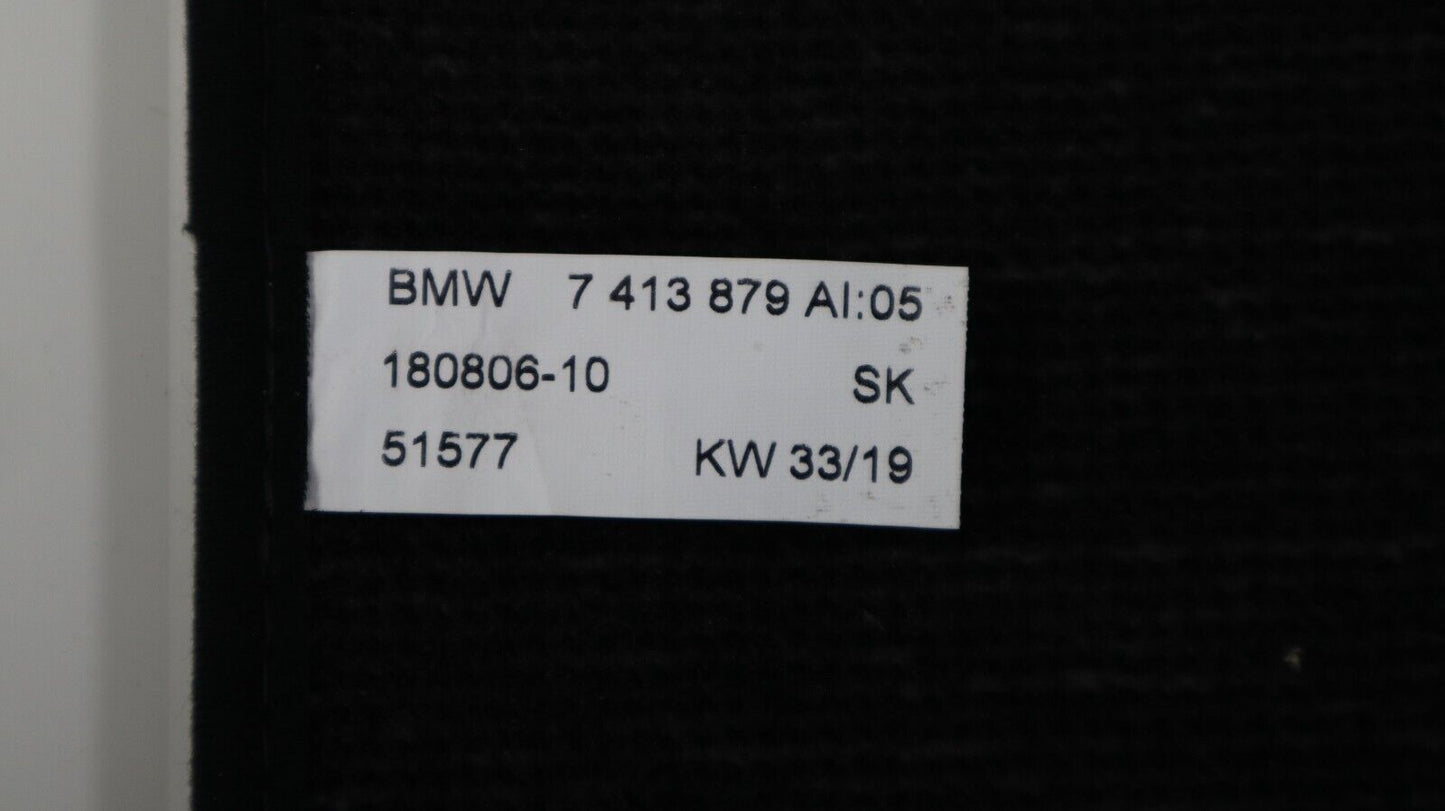 BMW 7 413 879 AI:05
180806-10 SK
51577 KW 33/19